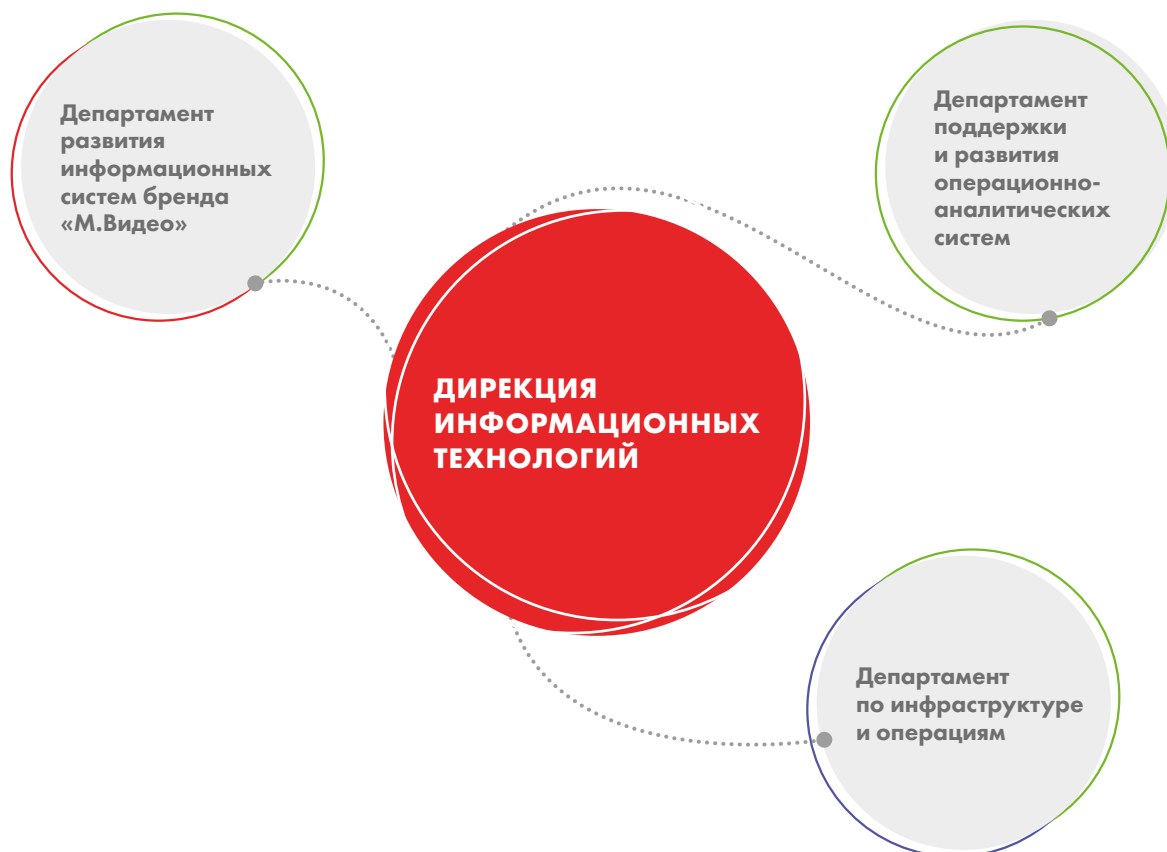 Департамент
развития
информационных
систем бренда
«М.Видео»
Департамент
поддержки
и развития
операционно-
аналитических
систем
ДИРЕКЦИЯ
ИНФОРМАЦИОННЫХ
ТЕХНОЛОГИЙ
Департамент
по инфраструктуре
и операциям